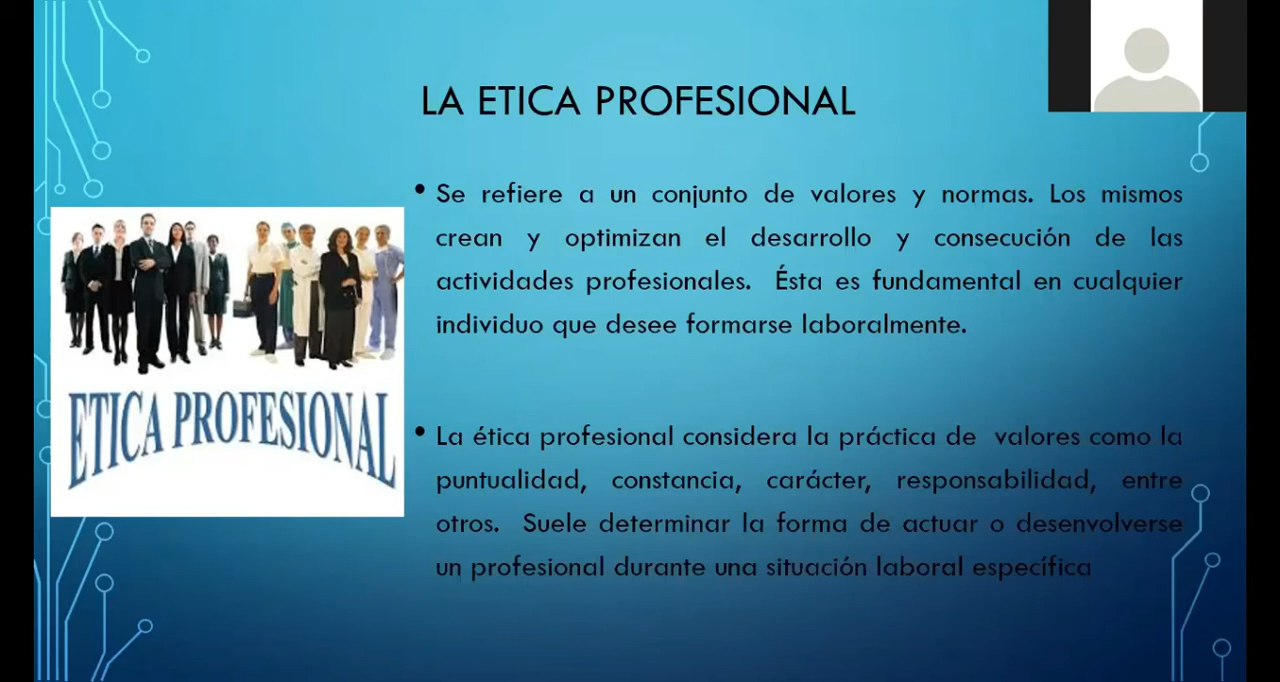 LA ETICA PROFESIONAL
• Se refiere a un conjunto de valores y normas. Los mismos
crean y optimizan el desarrollo y consecución de las
actividades profesionales. Ésta es fundamental en cualquier
individuo que desee formarse laboralmente.
ETICA PROFESIONAL
• La ética profesional considera la práctica de valores como la
puntualidad, constancia, carácter, responsabilidad, entre
otros. Suele determinar la forma de actuar o desenvolverse
un profesional durante una situación laboral específica